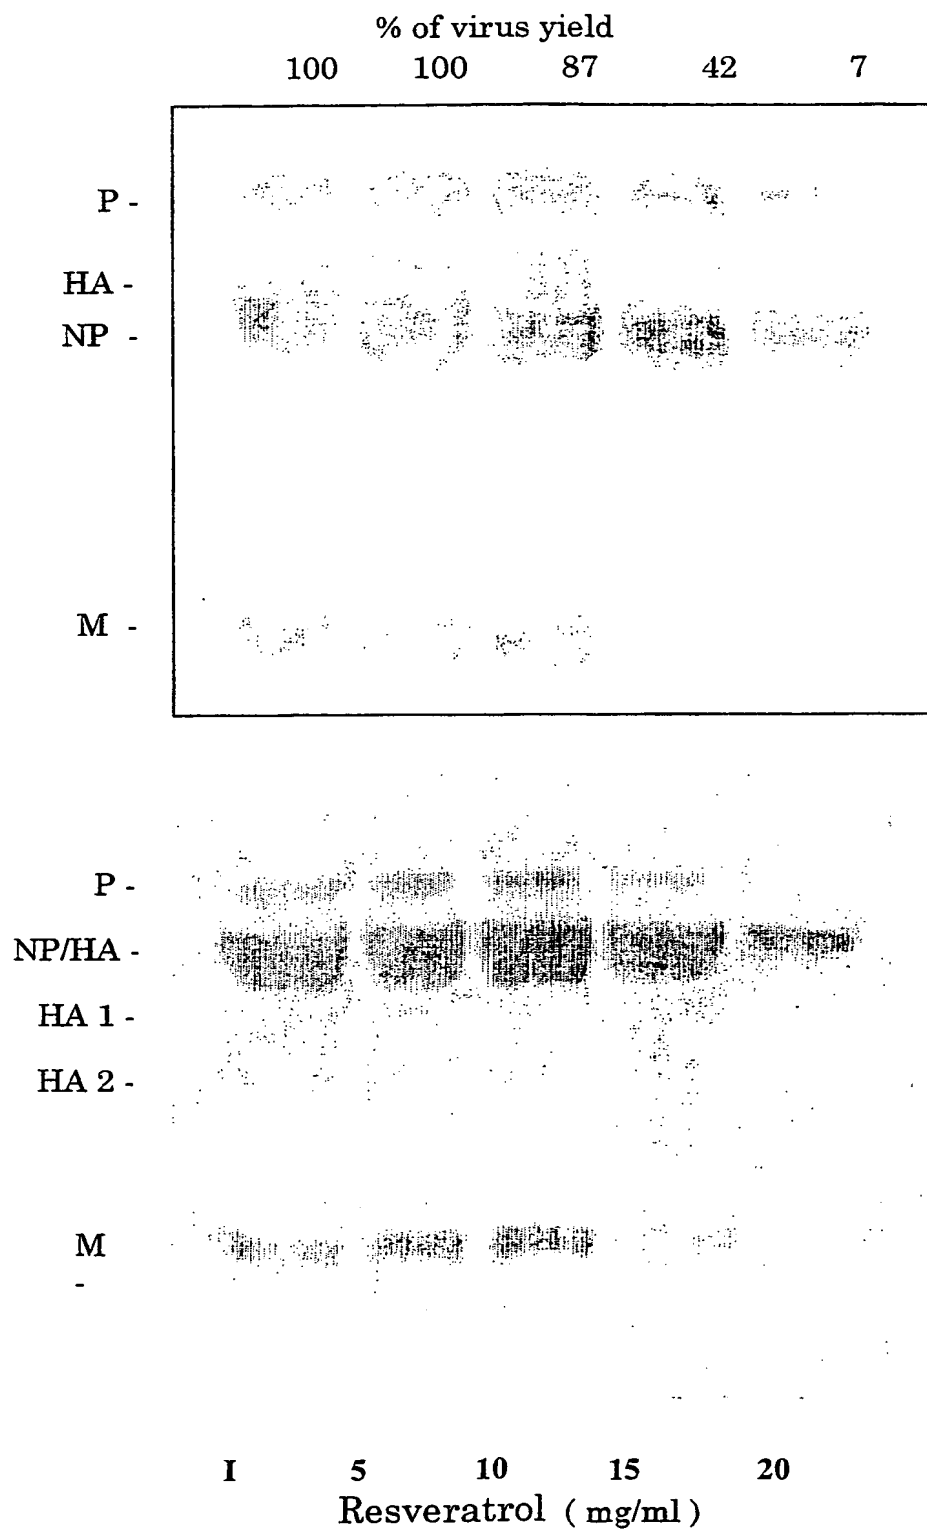 % of virus yield
100 100 87 42 7
P -
HA -
NP -
M -
P -
NP/HA -
HA 1 -
HA 2 -
M
-
I 5 10 15 20
Resveratrol ( mg/ml )